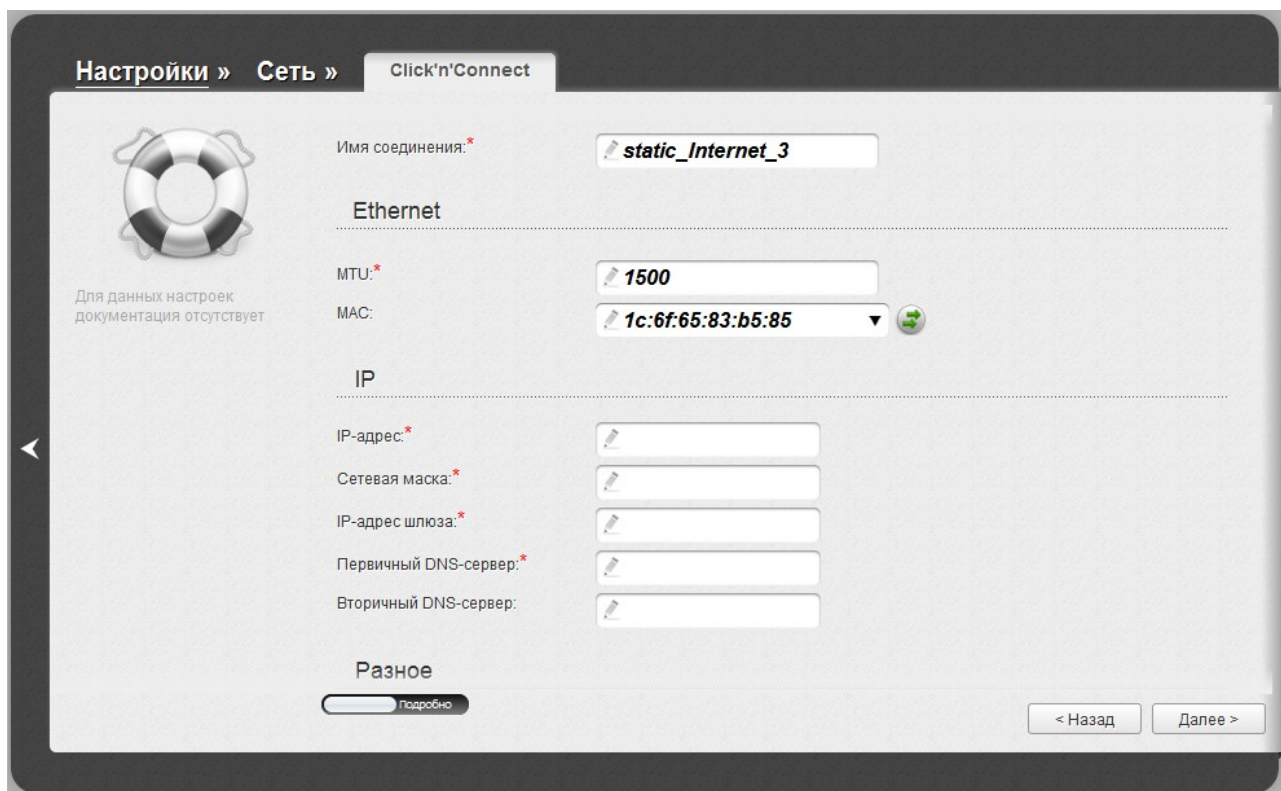 Настройки » Сеть » Click'n'Connect
Имя соединения:* static_Internet_3
Ethernet
MTU:* 1500
Для данных настроек
документация отсутствует
MAC: 1c:6f:65:83:b5:85
IP
IP-адрес:*
Сетевая маска:*
IP-адрес шлюза:*
Первичный DNS-сервер:*
Вторичный DNS-сервер:
Разное
Подробно
< Назад Далее >